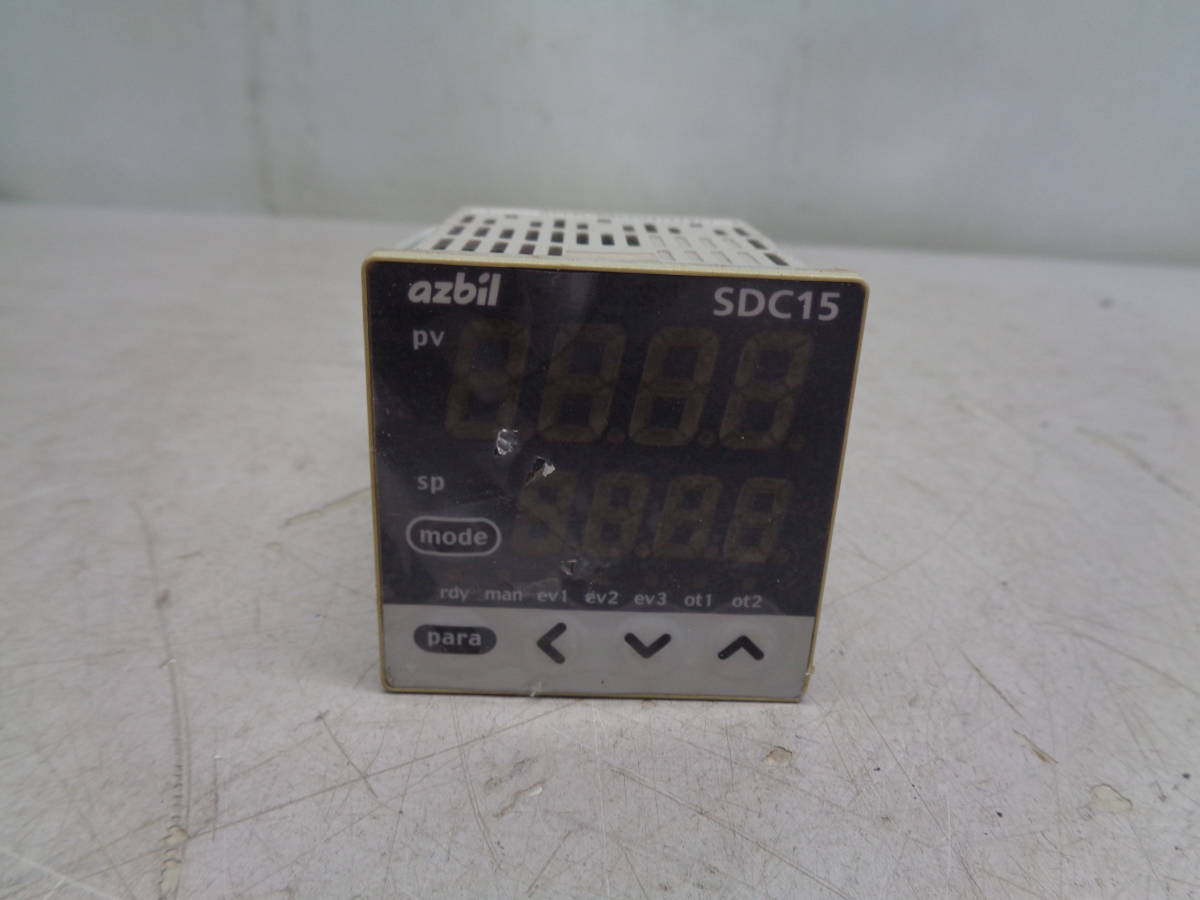 azbil SDC15
pv
sp
mode
rdy man ev1 ev2 ev3 ot1 ot2
para